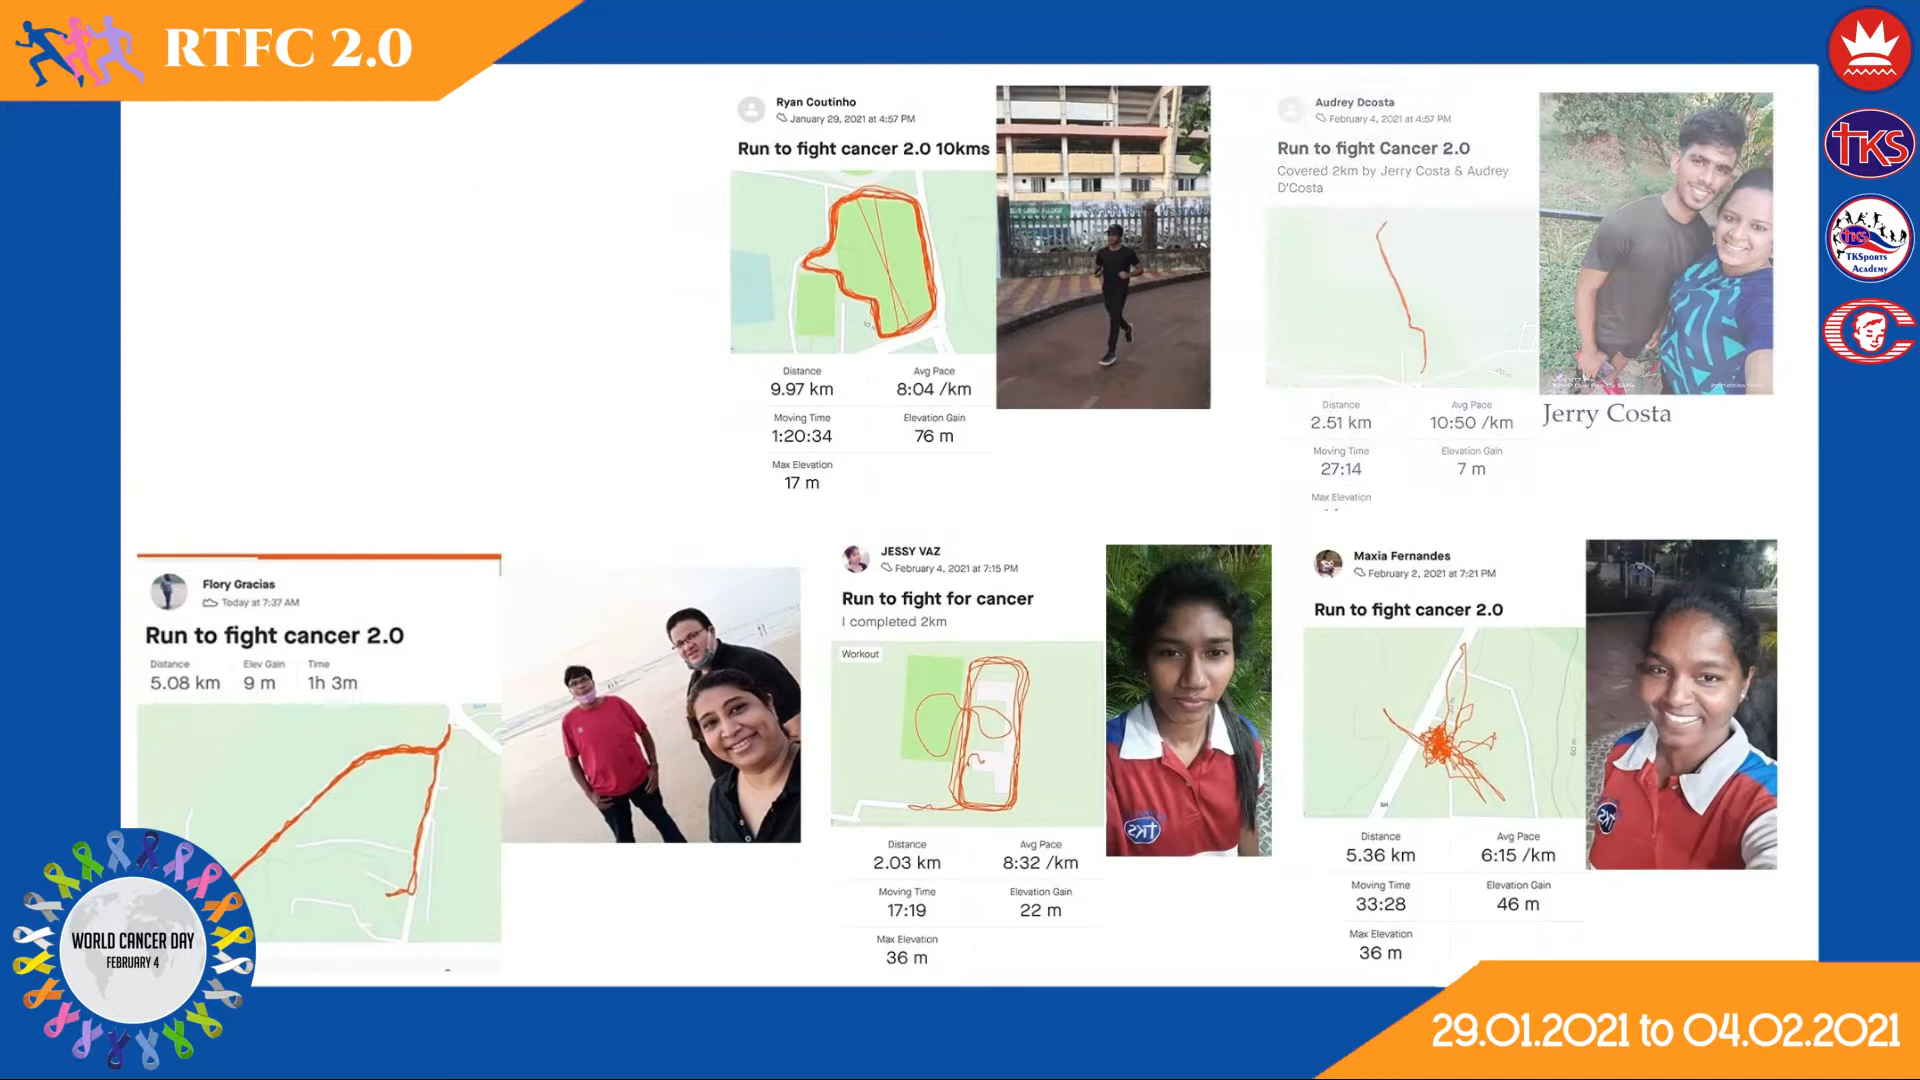 RTFC 2.0
Ryan Coutinho
January 29, 2021 at 4:57 PM
Run to fight cancer 2.0 10kms
Distance
9.97 km
Avg Pace
8:04 /km
Moving Time
1:20:34
Elevation Gain
76 m
Max Elevation
17 m
Audrey Dcosta
February 4, 2021 at 4:57 PM
Run to fight Cancer 2.0
Covered 2km by Jerry Costa & Audrey
D'Costa
Distance
2.51 km
Avg Pace
10:50 /km
Moving Time
27:14
Elevation Gain
7 m
Max Elevation
Jerry Costa
Flory Gracias
Today at 7:37 AM
Run to fight cancer 2.0
Distance
5.08 km
Elev Gain
9 m
Time
1h 3m
JESSY VAZ
February 4, 2021 at 7:15 PM
Run to fight for cancer
I completed 2km
Workout
Distance
2.03 km
Avg Pace
8:32 /km
Moving Time
17:19
Elevation Gain
22 m
Max Elevation
36 m
Maxia Fernandes
February 2, 2021 at 7:21 PM
Run to fight cancer 2.0
Distance
5.36 km
Avg Pace
6:15 /km
Moving Time
33:28
Elevation Gain
46 m
Max Elevation
36 m
TKS
TKS
TKSports
Academy
WORLD CANCER DAY
FEBRUARY 4
29.01.2021 to 04.02.2021